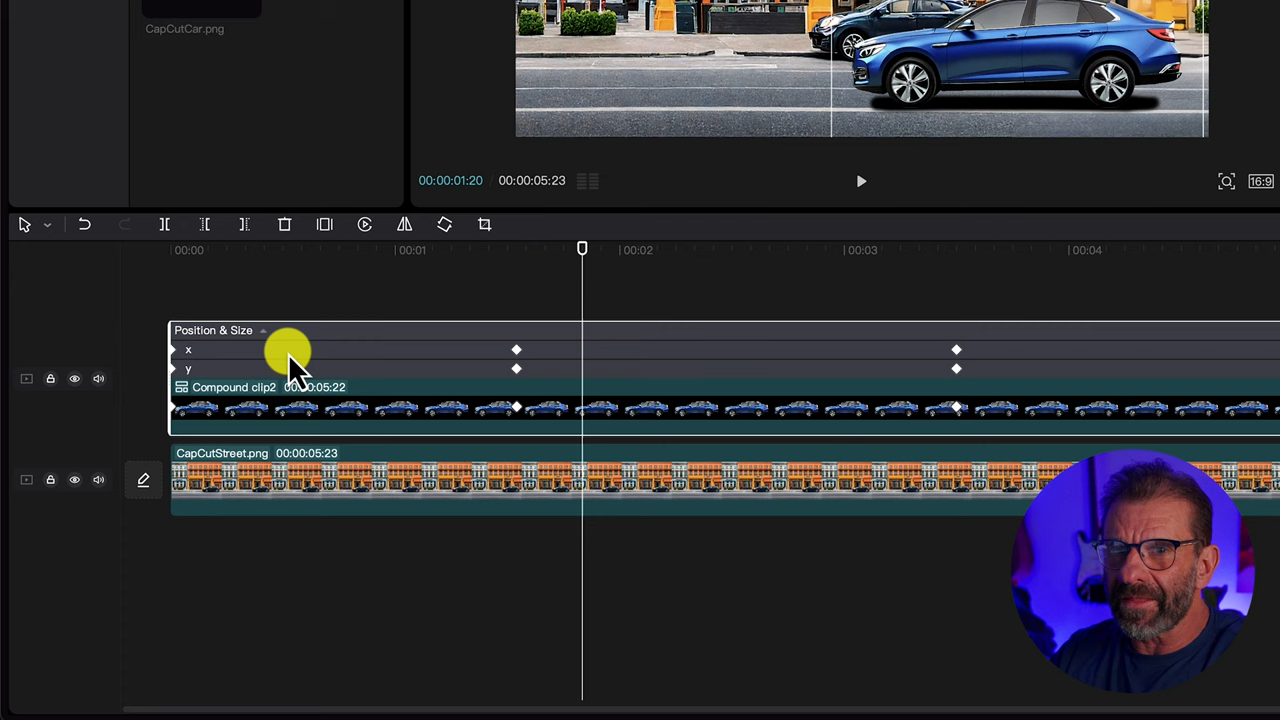 CapCutCar.png
00:00:01:20 00:00:05:23
16:9
00:00 00:01 00:02 00:03 00:04
Position & Size
x
y
Compound clip2 00:00:05:22
CapCutStreet.png 00:00:05:23